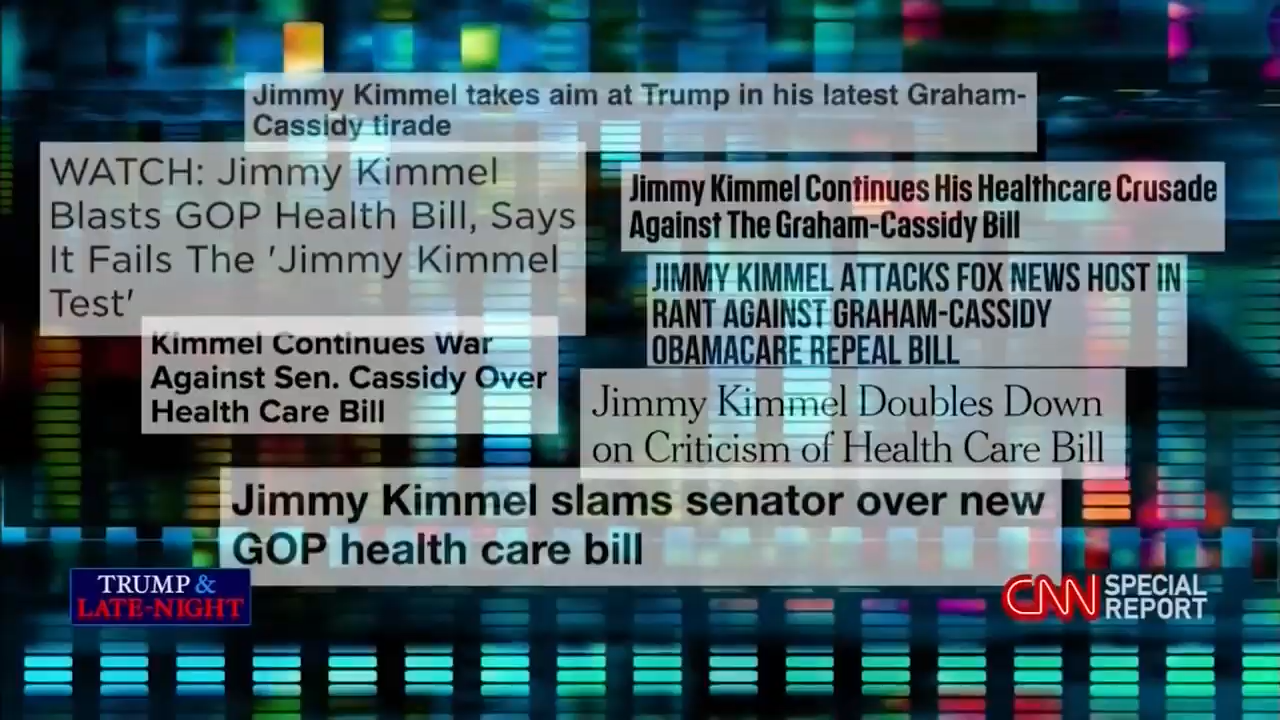 Jimmy Kimmel takes aim at Trump in his latest Graham-
Cassidy tirade
WATCH: Jimmy Kimmel
Blasts GOP Health Bill, Says
It Fails The 'Jimmy Kimmel
Test'
Jimmy Kimmel Continues His Healthcare Crusade
Against The Graham-Cassidy Bill
JIMMY KIMMEL ATTACKS FOX NEWS HOST IN
RANT AGAINST GRAHAM-CASSIDY
OBAMACARE REPEAL BILL
Kimmel Continues War
Against Sen. Cassidy Over
Health Care Bill
Jimmy Kimmel Doubles Down
on Criticism of Health Care Bill
Jimmy Kimmel slams senator over new
GOP health care bill
TRUMP &
LATE-NIGHT
CNN SPECIAL
REPORT